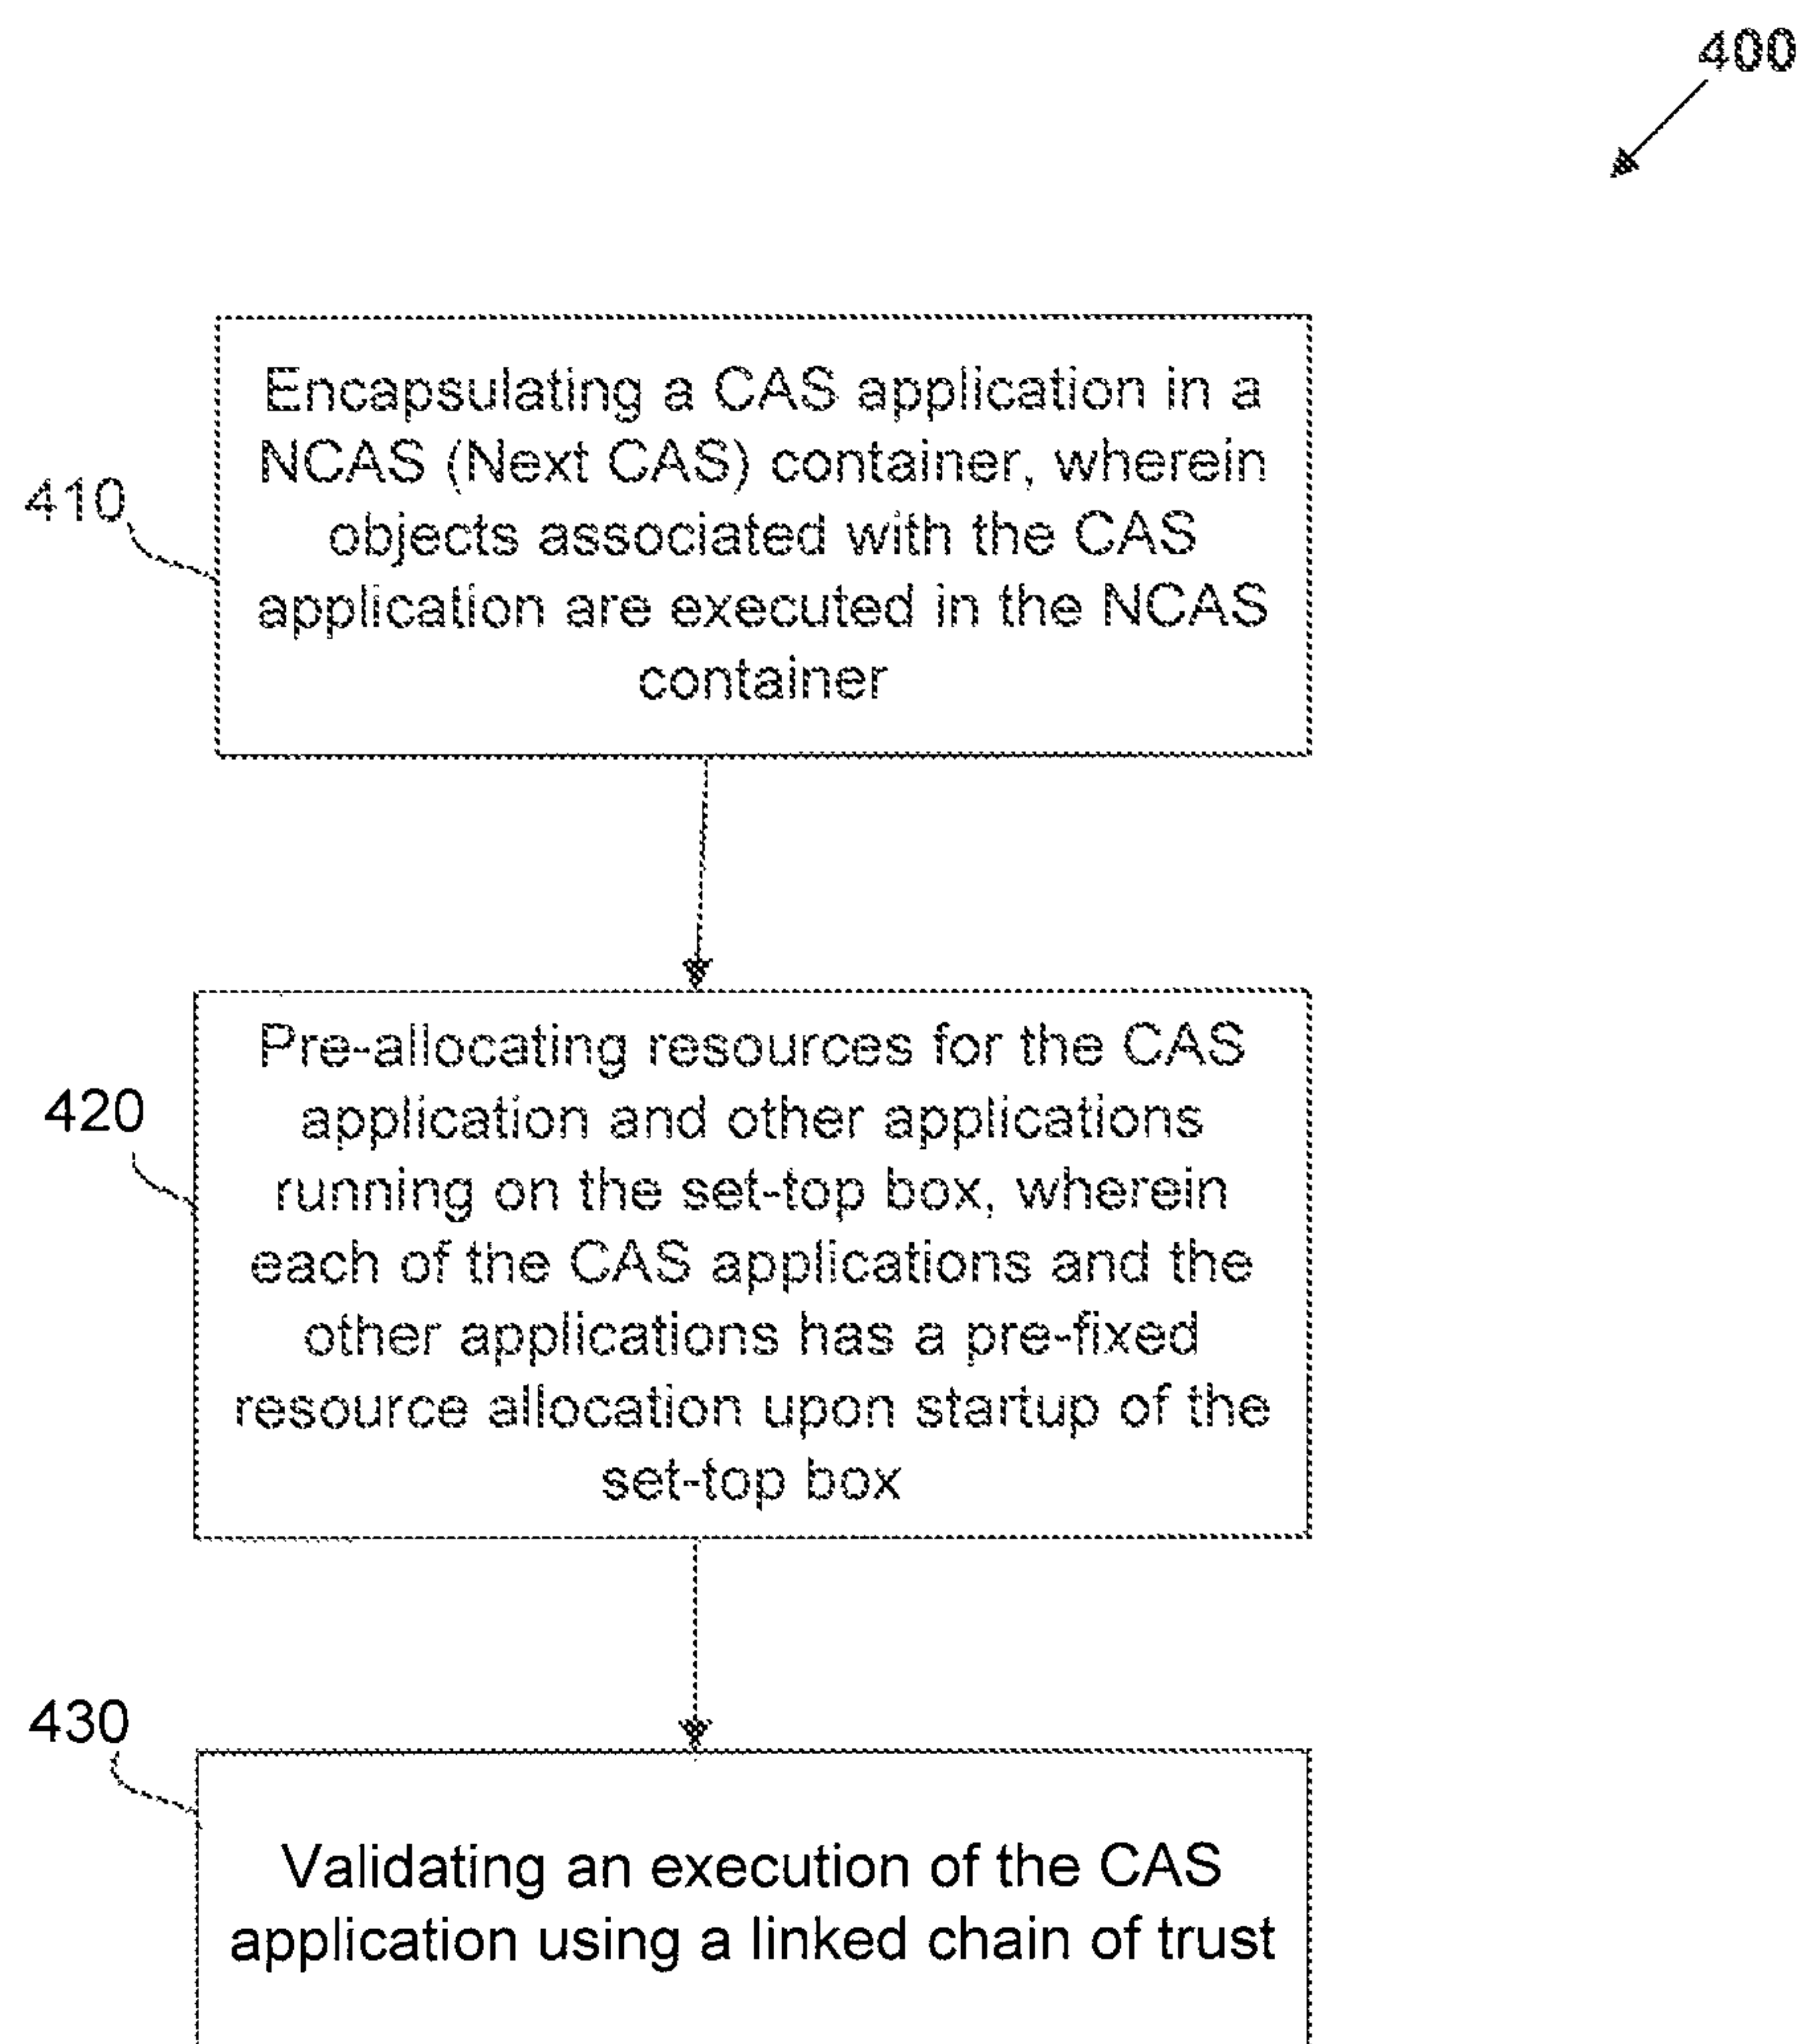 400
Encapsulating a CAS application in a
NCAS (Next CAS) container, wherein
objects associated with the CAS
application are executed in the NCAS
container
410
Pre-allocating resources for the CAS
application and other applications
running on the set-top box, wherein
each of the CAS applications and the
other applications has a pre-fixed
resource allocation upon startup of the
set-top box
420
430
Validating an execution of the CAS
application using a linked chain of trust